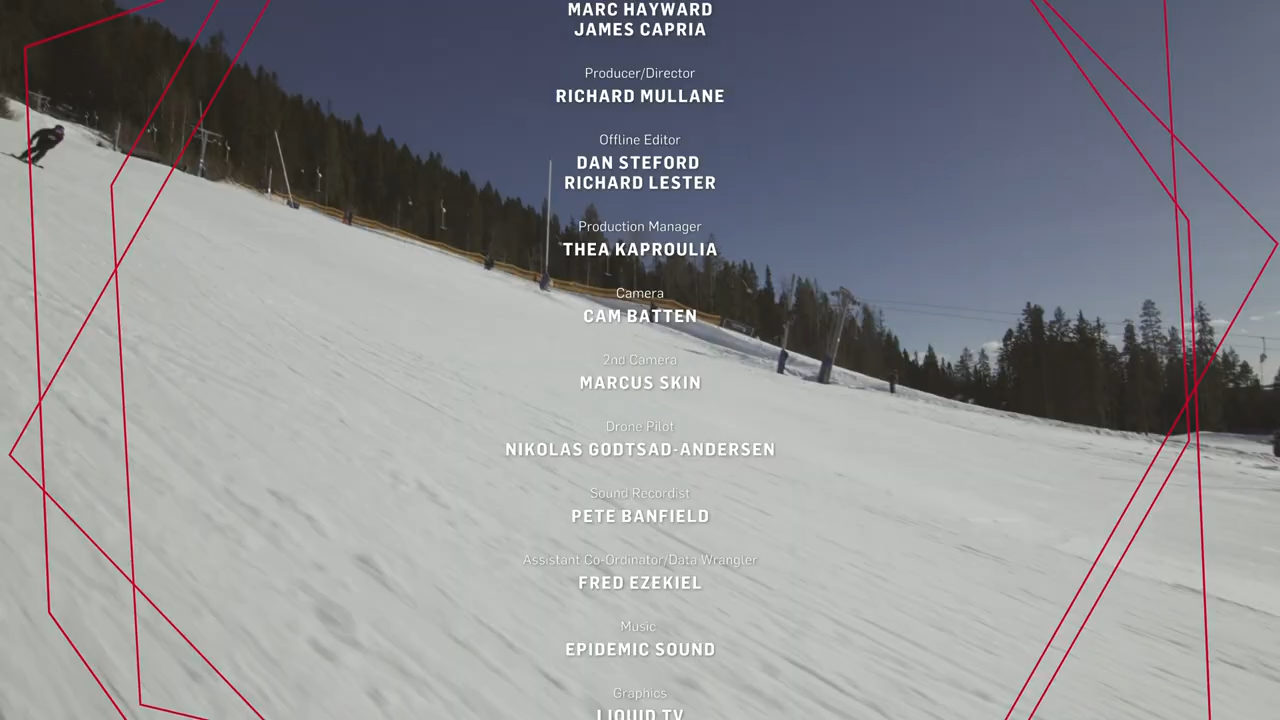 MARC HAYWARD
JAMES CAPRIA
Producer/Director
RICHARD MULLANE
Offline Editor
DAN STEFORD
RICHARD LESTER
Production Manager
THEA KAPROULIA
Camera
CAM BATTEN
2nd Camera
MARCUS SKIN
Drone Pilot
NIKOLAS GODTSAD-ANDERSEN
Sound Recordist
PETE BANFIELD
Assistant Co-Ordinator/Data Wrangler
FRED EZEKIEL
Music
EPIDEMIC SOUND
Graphics
LIQUID TV